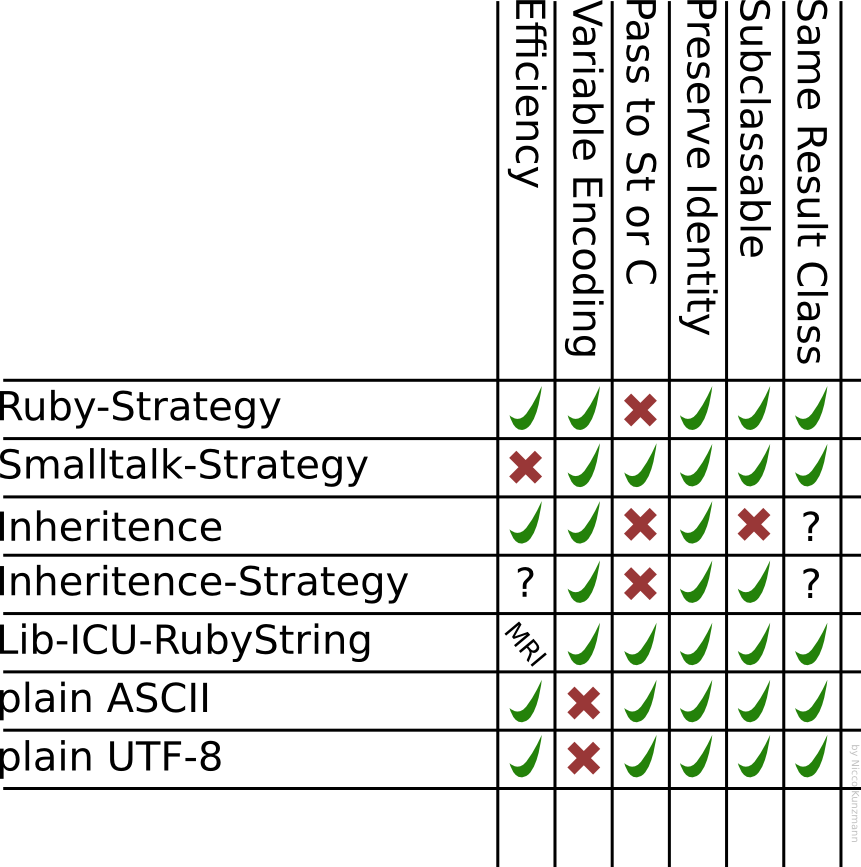 Efficiency
Variable Encoding
Pass to St or C
Preserve Identity
Subclassable
Same Result Class
Ruby-Strategy
Smalltalk-Strategy
Inheritence ?
Inheritence-Strategy ? ?
Lib-ICU-RubyString MRI
plain ASCII
plain UTF-8
by Nicco Kunzmann